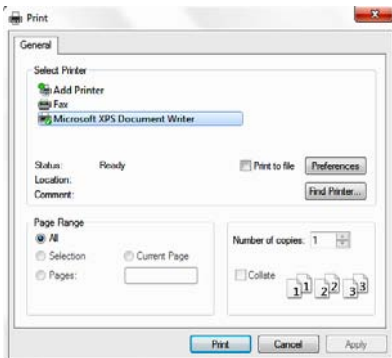 Print
General
Select Printer
Add Printer
Fax
Microsoft XPS Document Writer
Status: Ready
Print to file
Preferences
Location:
Comment:
Find Printer...
Page Range
All
Selection
Current Page
Pages:
Number of copies: 1
Collate
1 1 2 2 3 3
Print
Cancel
Apply